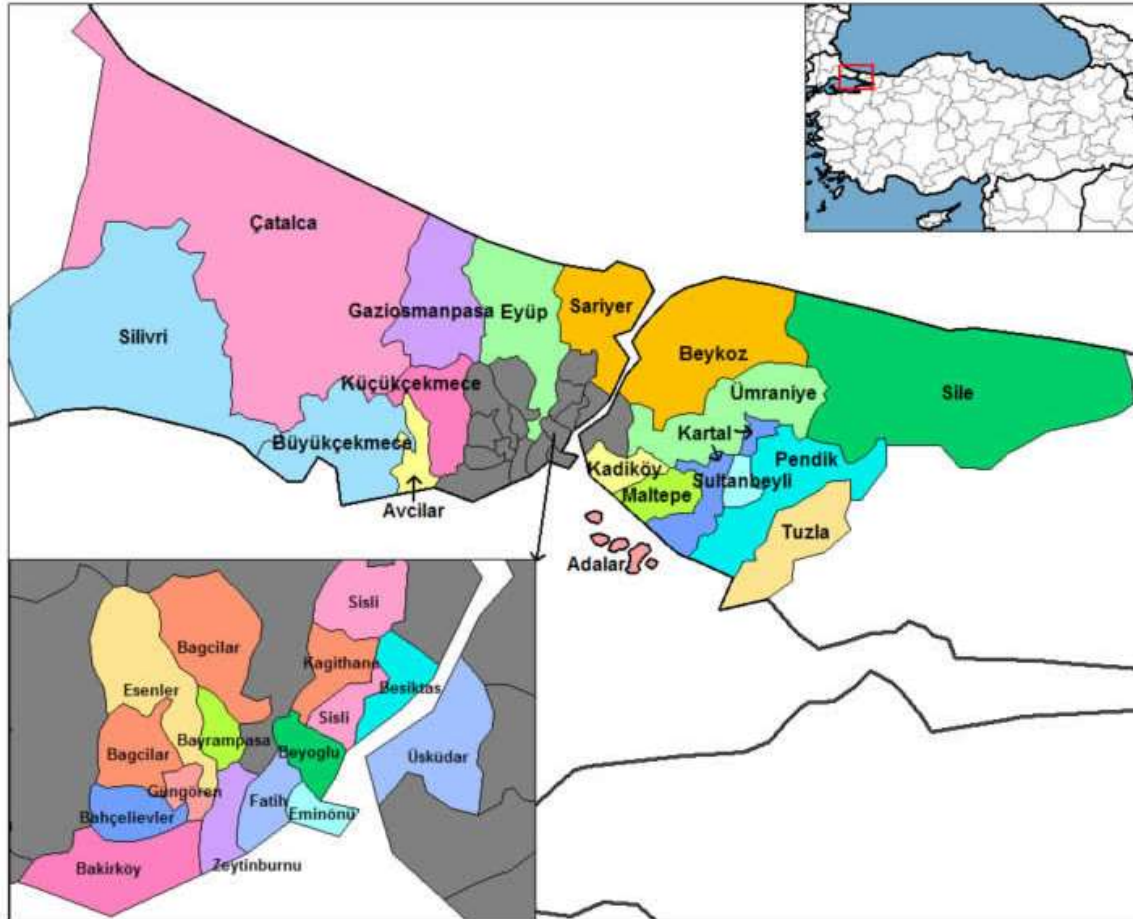 Çatalca
Gaziosmanpasa
Eyüp
Sariyer
Silivri
Beykoz
Küçükçekmece
Ümraniye
Sile
Büyükçekmece
Kartal
Kadiköy
Pendik
Sultanbeyli
Maltepe
Avcilar
Tuzla
Adalar
Sisli
Bagcilar
Kagithane
Esenler
Besiktas
Sisli
Bayrampasa
Bagcilar
Beyoglu
Üsküdar
Güngören
Fatih
Eminönü
Bahçelievler
Bakirköy
Zeytinburnu